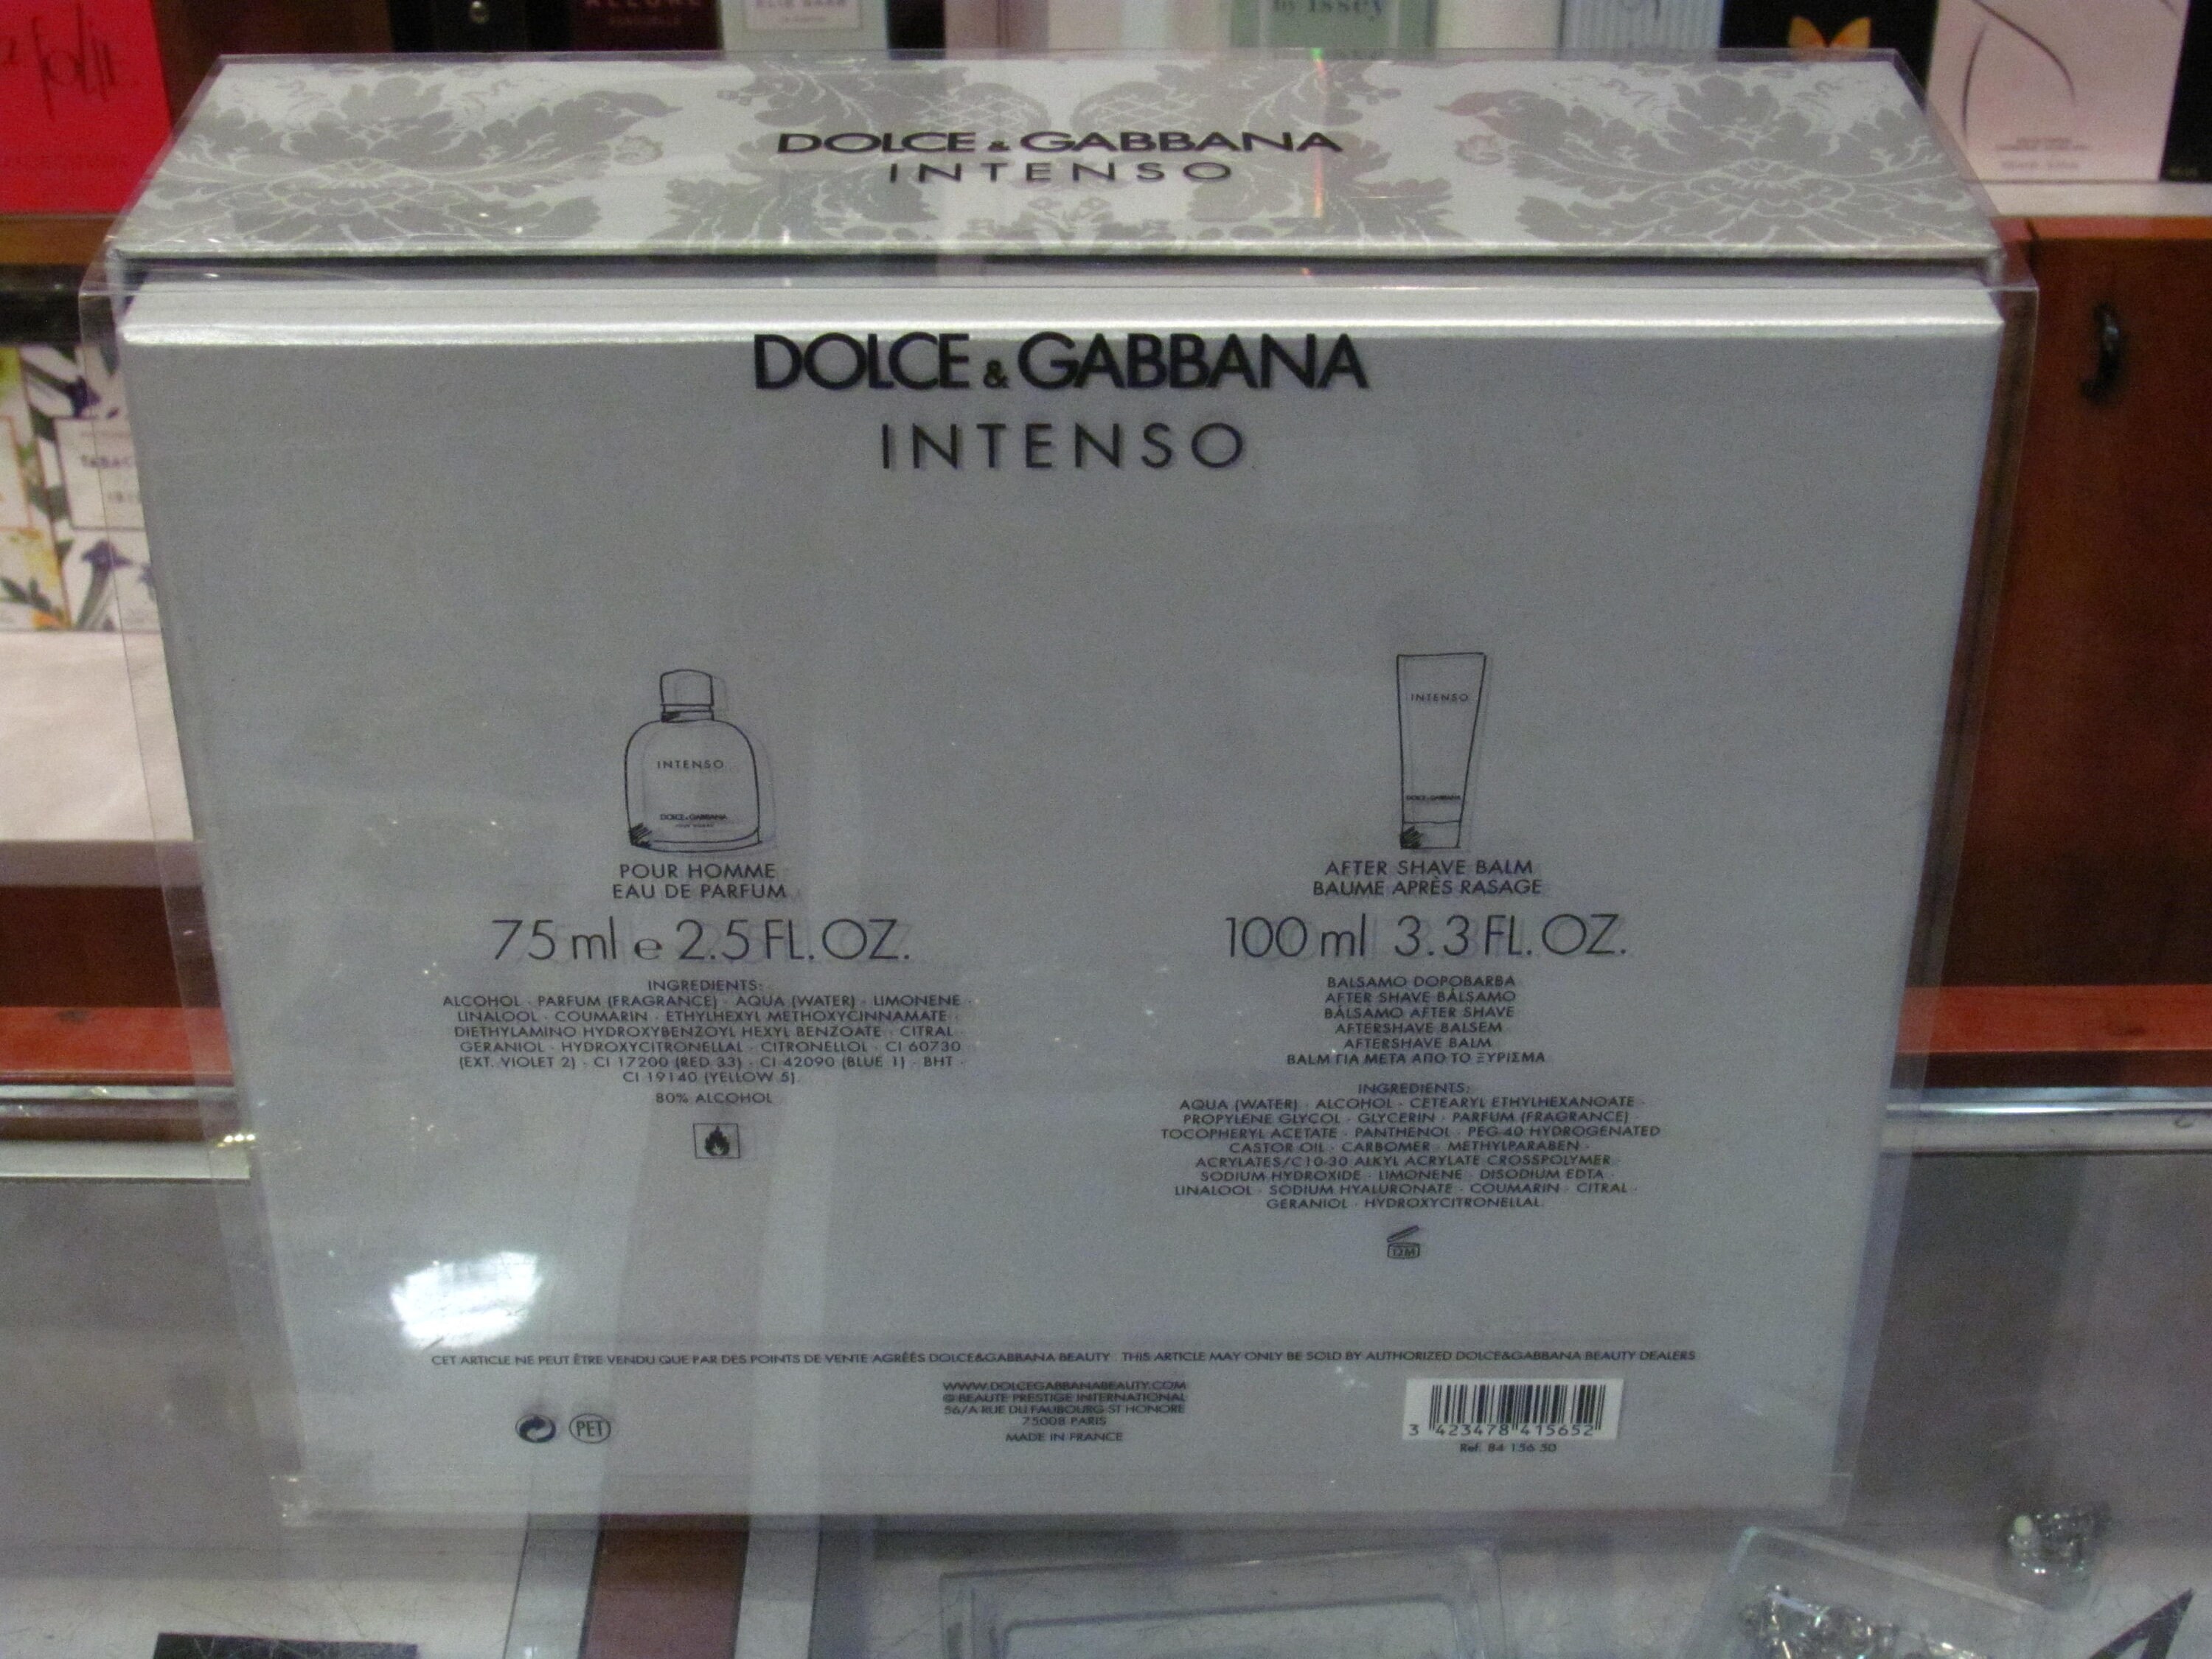 folie
ALLURE
ELIE SAAB
by Issey
DOLCE & GABBANA
INTENSO
DOLCE & GABBANA
INTENSO
INTENSO
DOLCE & GABBANA
POUR HOMME
EAU DE PARFUM
75 ml e 2.5 FL. OZ.
INGREDIENTS:
ALCOHOL · PARFUM (FRAGRANCE) · AQUA (WATER) · LIMONENE ·
LINALOOL · COUMARIN · ETHYLHEXYL METHOXYCINNAMATE ·
DIETHYLAMINO HYDROXYBENZOYL HEXYL BENZOATE · CITRAL ·
GERANIOL · HYDROXYCITRONELLAL · CITRONELLOL · CI 60730
(EXT. VIOLET 2) · CI 17200 (RED 33) · CI 42090 (BLUE 1) · BHT ·
CI 19140 (YELLOW 5).
80% ALCOHOL
INTENSO
DOLCE & GABBANA
AFTER SHAVE BALM
BAUME APRÈS RASAGE
100 ml 3.3 FL. OZ.
BALSAMO DOPOBARBA
AFTER SHAVE BÁLSAMO
BÁLSAMO AFTER SHAVE
AFTERSHAVE BALSEM
AFTERSHAVE BALM
BALM ΓΙΑ ΜΕΤΑ ΑΠΟ ΤΟ ΞΥΡΙΣΜΑ
INGREDIENTS:
AQUA (WATER) · ALCOHOL · CETEARYL ETHYLHEXANOATE ·
PROPYLENE GLYCOL · GLYCERIN · PARFUM (FRAGRANCE) ·
TOCOPHERYL ACETATE · PANTHENOL · PEG-40 HYDROGENATED
CASTOR OIL · CARBOMER · METHYLPARABEN ·
ACRYLATES/C10-30 ALKYL ACRYLATE CROSSPOLYMER ·
SODIUM HYDROXIDE · LIMONENE · DISODIUM EDTA ·
LINALOOL · SODIUM HYALURONATE · COUMARIN · CITRAL ·
GERANIOL · HYDROXYCITRONELLAL.
12M
CET ARTICLE NE PEUT ÊTRE VENDU QUE PAR DES POINTS DE VENTE AGRÉÉS DOLCE&GABBANA BEAUTY · THIS ARTICLE MAY ONLY BE SOLD BY AUTHORIZED DOLCE&GABBANA BEAUTY DEALERS
WWW.DOLCEGABBANABEAUTY.COM
© BEAUTE PRESTIGE INTERNATIONAL
56/A RUE DU FAUBOURG ST HONORE
75008 PARIS
MADE IN FRANCE
PET
3 423478 415652
Ref. 84 156 50